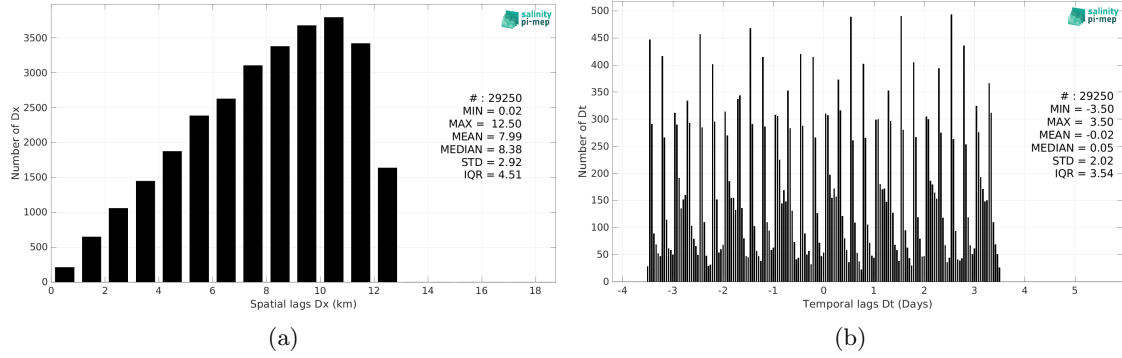 salinity
pi-mep
3500
3000
2500
2000
1500
1000
500
0
Number of Dx
# : 29250
MIN = 0.02
MAX = 12.50
MEAN = 7.99
MEDIAN = 8.38
STD = 2.92
IQR = 4.51
0 2 4 6 8 10 12 14 16 18
Spatial lags Dx (km)
(a)
salinity
pi-mep
500
450
400
350
300
250
200
150
100
50
0
Number of Dt
# : 29250
MIN = -3.50
MAX = 3.50
MEAN = -0.02
MEDIAN = 0.05
STD = 2.02
IQR = 3.54
-4 -3 -2 -1 0 1 2 3 4 5
Temporal lags Dt (Days)
(b)